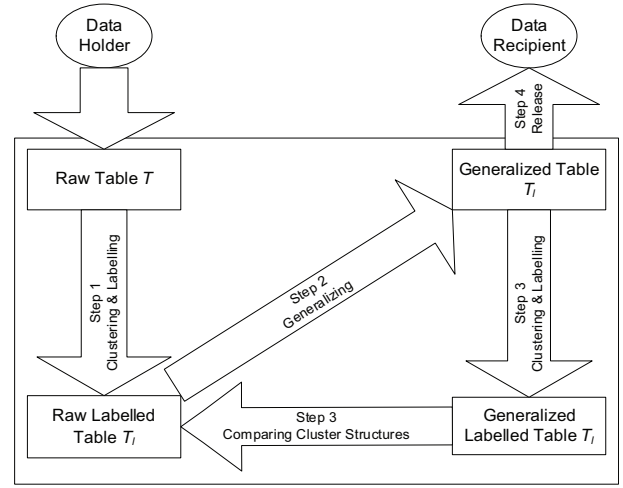 Data
Holder
Data
Recipient
Step 4
Release
Raw Table T
Generalized Table
Tl
Step 1
Clustering & Labelling
Step 2
Generalizing
Step 3
Clustering & Labelling
Raw Labelled
Table Tl
Step 3
Comparing Cluster Structures
Generalized
Labelled Table Tl